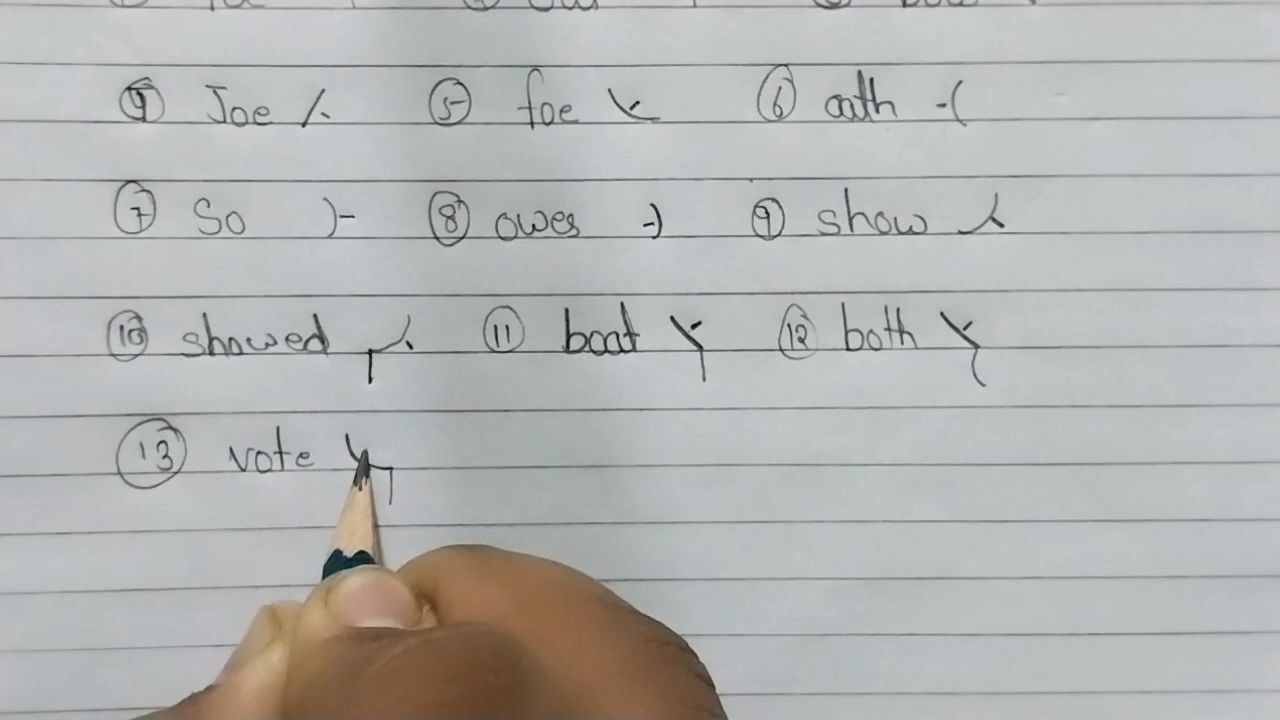 ④ Joe ⑤ foe ⑥ oath
⑦ So ⑧ owes ⑨ show
⑩ showed ⑪ boat ⑫ both
⑬ vote